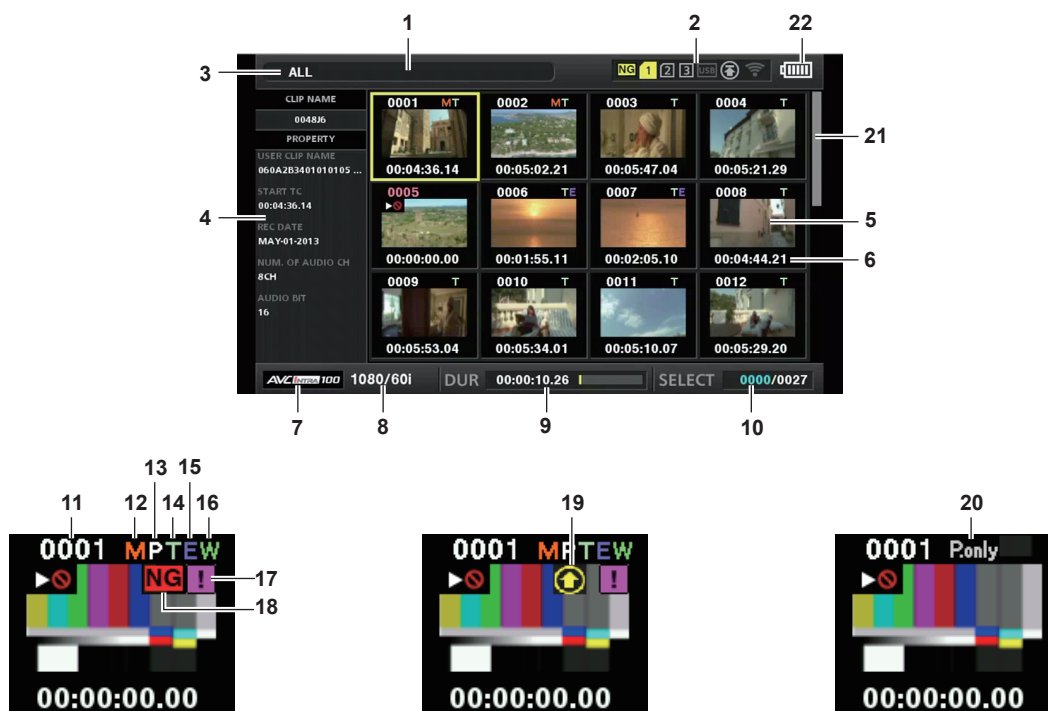 1 2 22
3 ALL NG 1 2 3 USB
CLIP NAME
0048J6
PROPERTY
USER CLIP NAME
060A2B3401010105 ...
START TC
00:04:36.14
REC DATE
MAY-01-2013
NUM. OF AUDIO CH
8CH
AUDIO BIT
16
4
0001 MT 0002 MT 0003 T 0004 T
00:04:36.14 00:05:02.21 00:05:47.04 00:05:21.29
21
0005 0006 TE 0007 TE 0008 T
5
00:00:00.00 00:01:55.11 00:02:05.10 00:04:44.21
6
0009 T 0010 T 0011 T 0012 T
00:05:53.04 00:05:34.01 00:05:10.07 00:05:29.20
AVC INTRA 100 1080/60i DUR 00:00:10.26 SELECT 0000/0027
7 8 9 10
13 15
11 12 14 16
0001 MPTEW
NG !
17
18
00:00:00.00
19
0001 MPTEW
!
00:00:00.00
20
0001 P.only
00:00:00.00